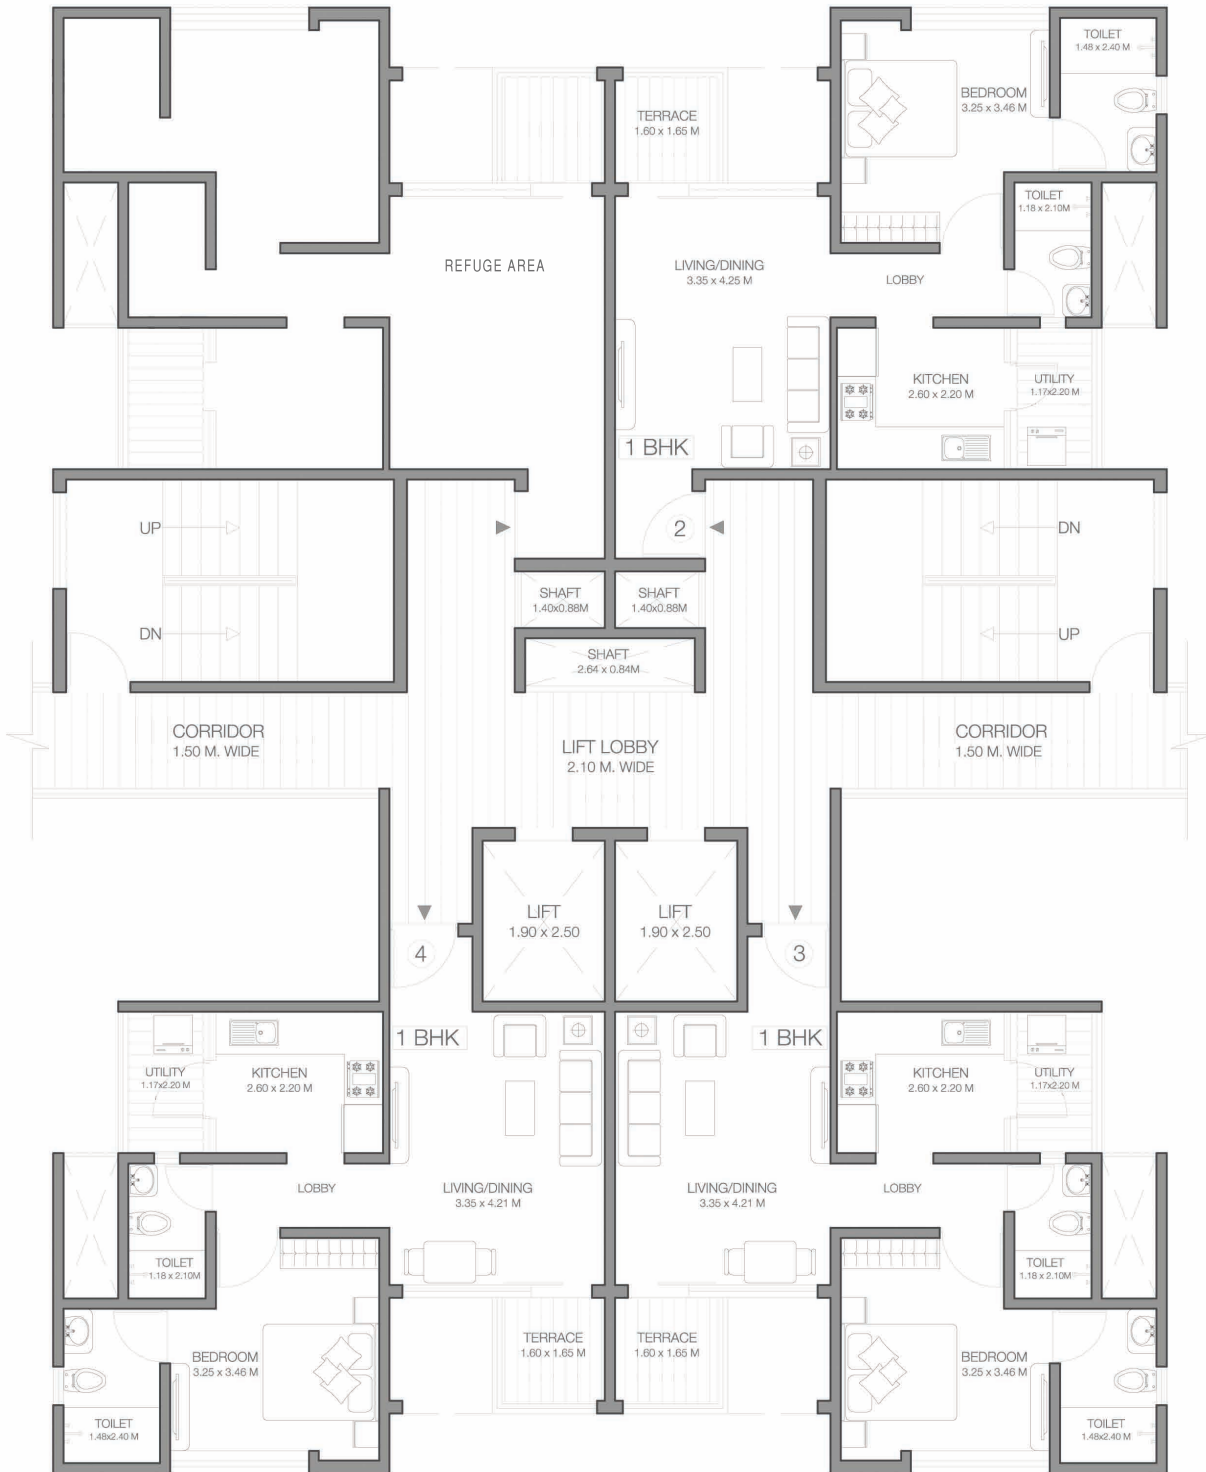 TOILET
1.48 x 2.40 M
BEDROOM
3.25 x 3.46 M
TERRACE
1.60 x 1.65 M
TOILET
1.18 x 2.10M
REFUGE AREA
LIVING/DINING
3.35 x 4.25 M
LOBBY
KITCHEN
2.60 x 2.20 M
UTILITY
1.17x2.20 M
1 BHK
2
UP
DN
DN
UP
SHAFT
1.40x0.88M
SHAFT
1.40x0.88M
SHAFT
2.64 x 0.84M
CORRIDOR
1.50 M. WIDE
LIFT LOBBY
2.10 M. WIDE
CORRIDOR
1.50 M. WIDE
LIFT
1.90 x 2.50
LIFT
1.90 x 2.50
4
3
1 BHK
1 BHK
UTILITY
1.17x2.20 M
KITCHEN
2.60 x 2.20 M
KITCHEN
2.60 x 2.20 M
UTILITY
1.17x2.20 M
LOBBY
LIVING/DINING
3.35 x 4.21 M
LIVING/DINING
3.35 x 4.21 M
LOBBY
TOILET
1.18 x 2.10M
TOILET
1.18 x 2.10M
BEDROOM
3.25 x 3.46 M
TERRACE
1.60 x 1.65 M
TERRACE
1.60 x 1.65 M
BEDROOM
3.25 x 3.46 M
TOILET
1.48x2.40 M
TOILET
1.48x2.40 M